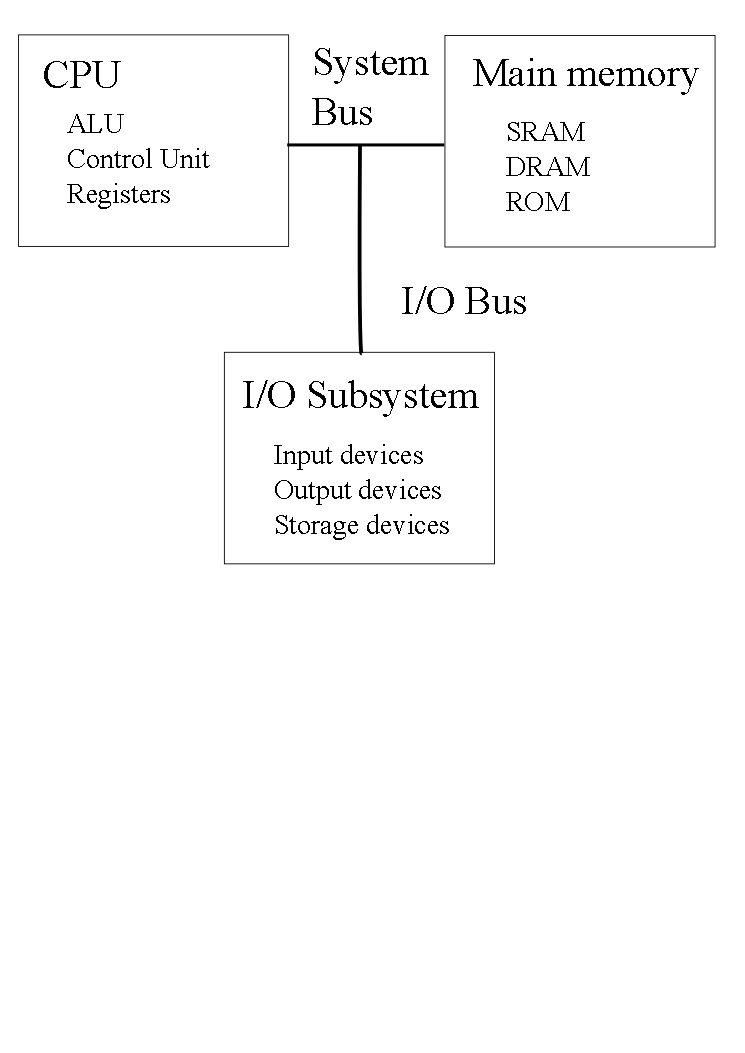 CPU
ALU
Control Unit
Registers
System
Bus
Main memory
SRAM
DRAM
ROM
I/O Bus
I/O Subsystem
Input devices
Output devices
Storage devices